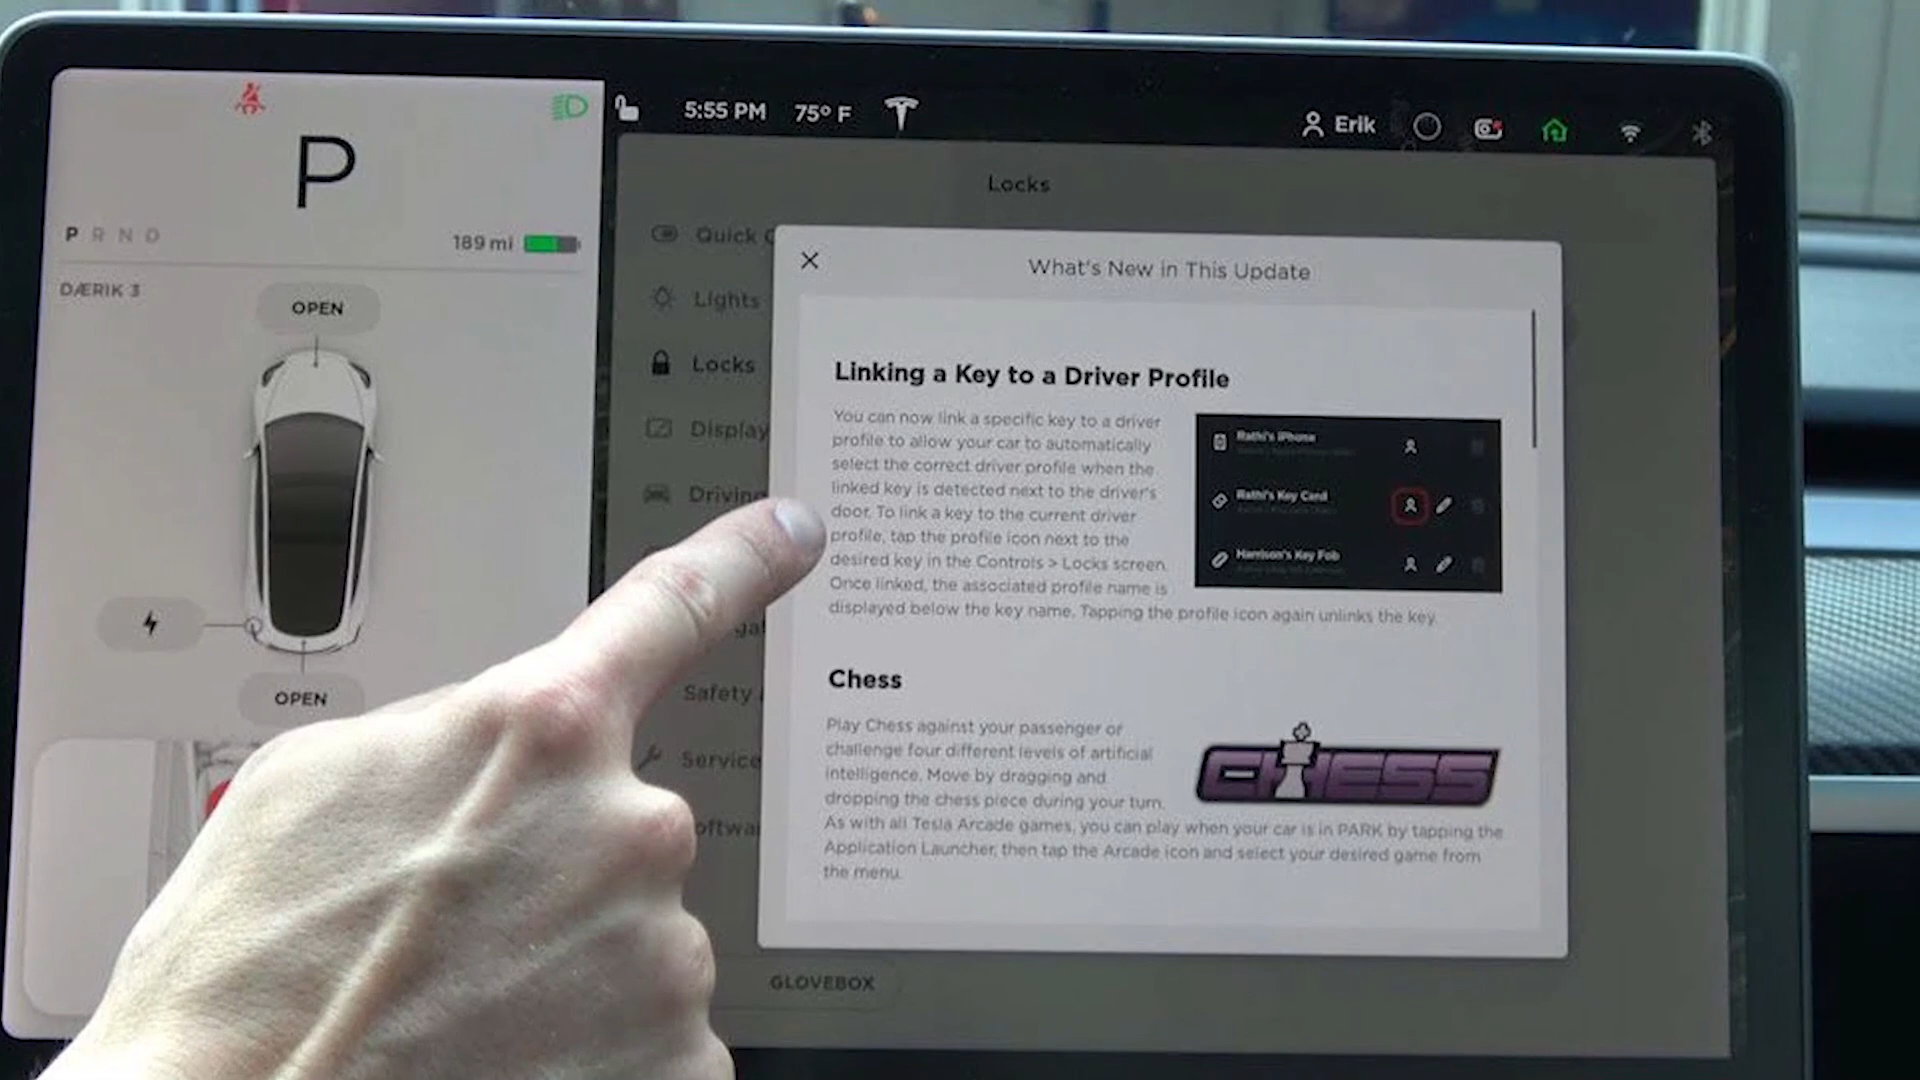 5:55 PM 75° F
Erik
P
P R N D
189 mi
DÆRIK 3
OPEN
OPEN
Locks
Quick
Lights
Locks
Display
Driving
Safety
Service
GLOVEBOX
What's New in This Update
Linking a Key to a Driver Profile
You can now link a specific key to a driver
profile to allow your car to automatically
select the correct driver profile when the
linked key is detected next to the driver's
door. To link a key to the current driver
profile, tap the profile icon next to the
desired key in the Controls > Locks screen.
Once linked, the associated profile name is
displayed below the key name. Tapping the profile icon again unlinks the key.
Rathi's iPhone
Rathi's Key Card
Harrison's Key Fob
Chess
Play Chess against your passenger or
challenge four different levels of artificial
intelligence. Move by dragging and
dropping the chess piece during your turn.
As with all Tesla Arcade games, you can play when your car is in PARK by tapping the
Application Launcher, then tap the Arcade icon and select your desired game from
the menu.
CHESS